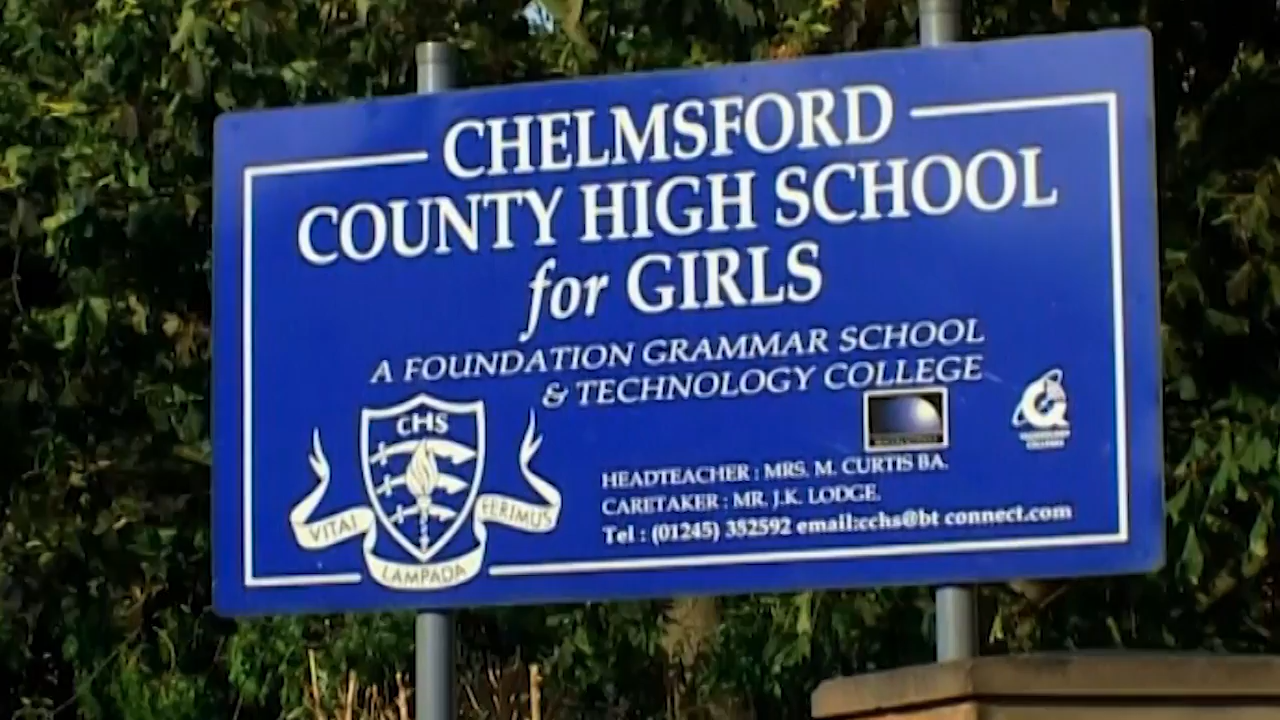 CHELMSFORD
COUNTY HIGH SCHOOL
for GIRLS
A FOUNDATION GRAMMAR SCHOOL
& TECHNOLOGY COLLEGE
CHS
VITAI
LAMPADA
FERIMUS
HEADTEACHER : MRS. M. CURTIS BA.
CARETAKER : MR. J.K. LODGE.
Tel : (01245) 352592 email:cchs@bt connect.com